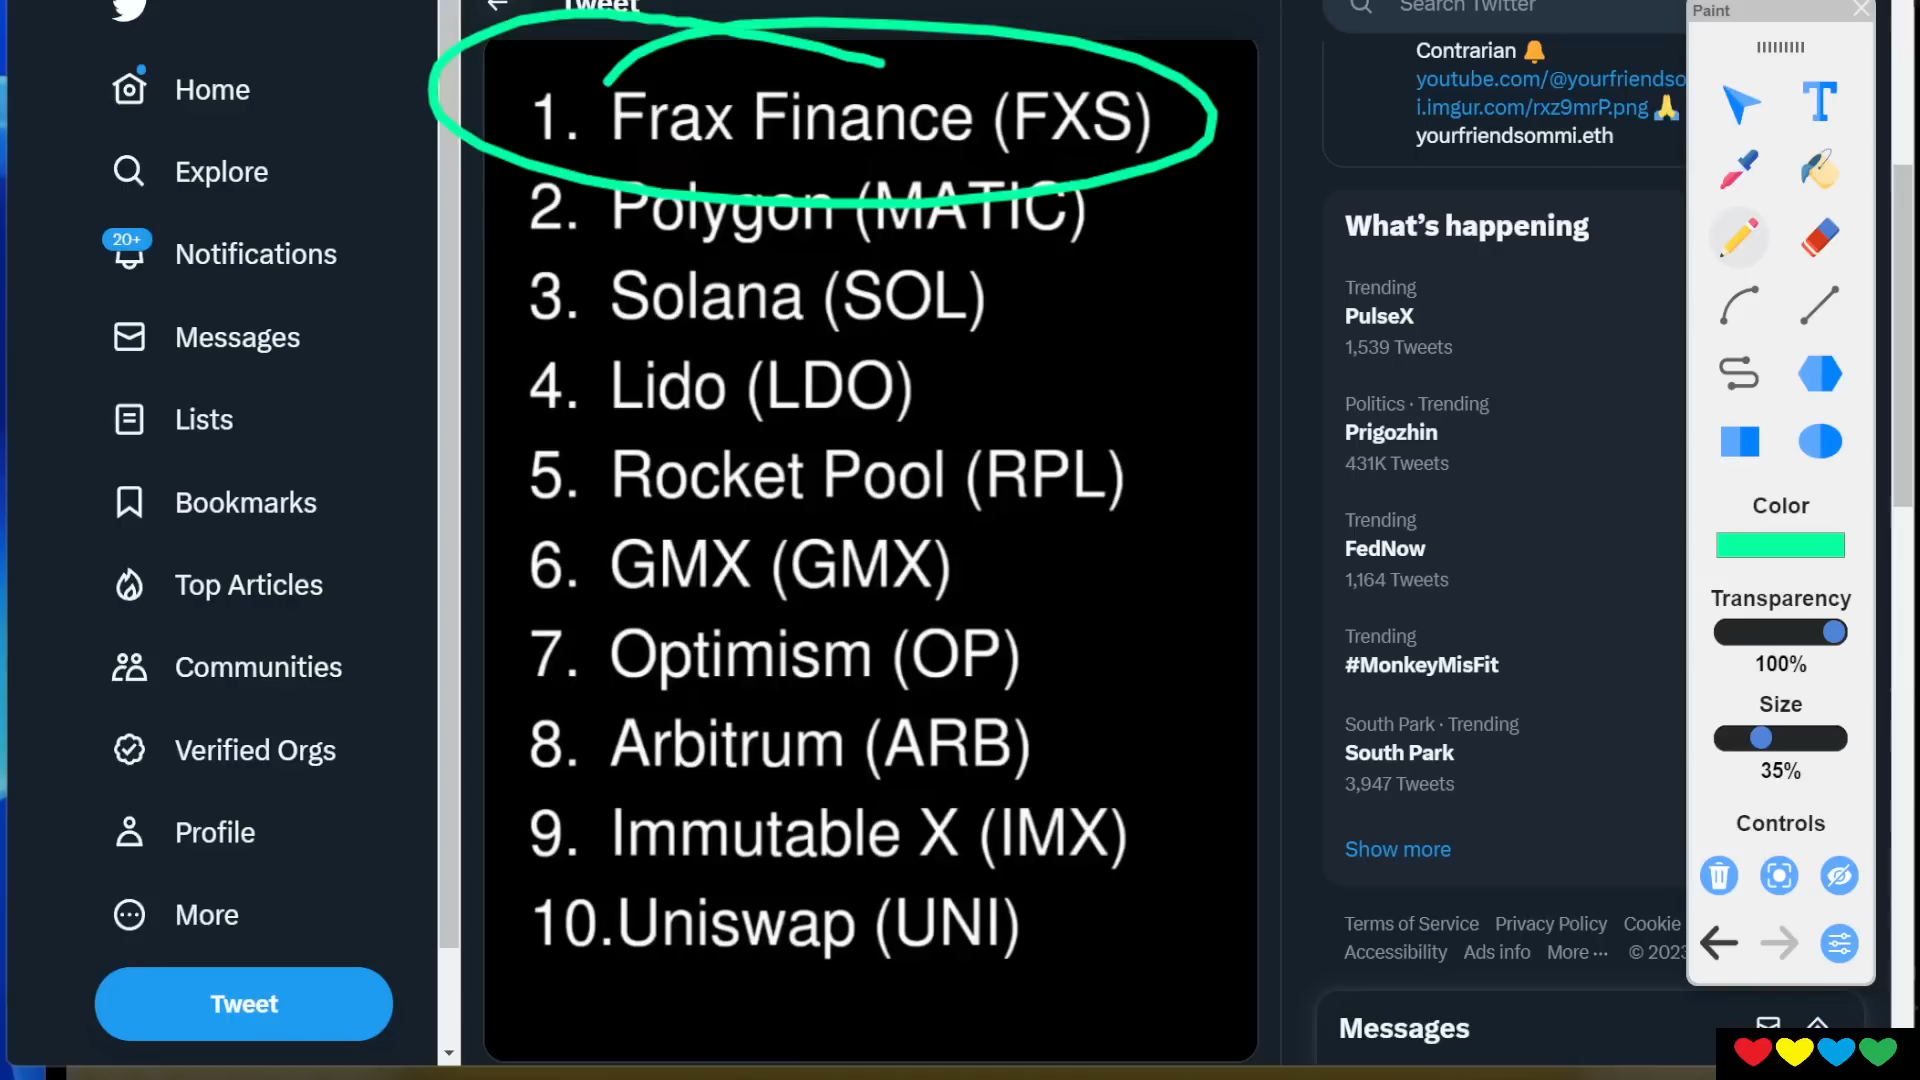 Home
Explore
20+
Notifications
Messages
Lists
Bookmarks
Top Articles
Communities
Verified Orgs
Profile
More
Tweet
Tweet
1. Frax Finance (FXS)
2. Polygon (MATIC)
3. Solana (SOL)
4. Lido (LDO)
5. Rocket Pool (RPL)
6. GMX (GMX)
7. Optimism (OP)
8. Arbitrum (ARB)
9. Immutable X (IMX)
10.Uniswap (UNI)
Search Twitter
Contrarian
youtube.com/@yourfriendso
i.imgur.com/rxz9mrP.png
yourfriendsommi.eth
What's happening
Trending
PulseX
1,539 Tweets
Politics · Trending
Prigozhin
431K Tweets
Trending
FedNow
1,164 Tweets
Trending
#MonkeyMisFit
South Park · Trending
South Park
3,947 Tweets
Show more
Terms of Service Privacy Policy Cookie
Accessibility Ads info More ··· © 2023
Messages
Paint
T
Color
Transparency
100%
Size
35%
Controls